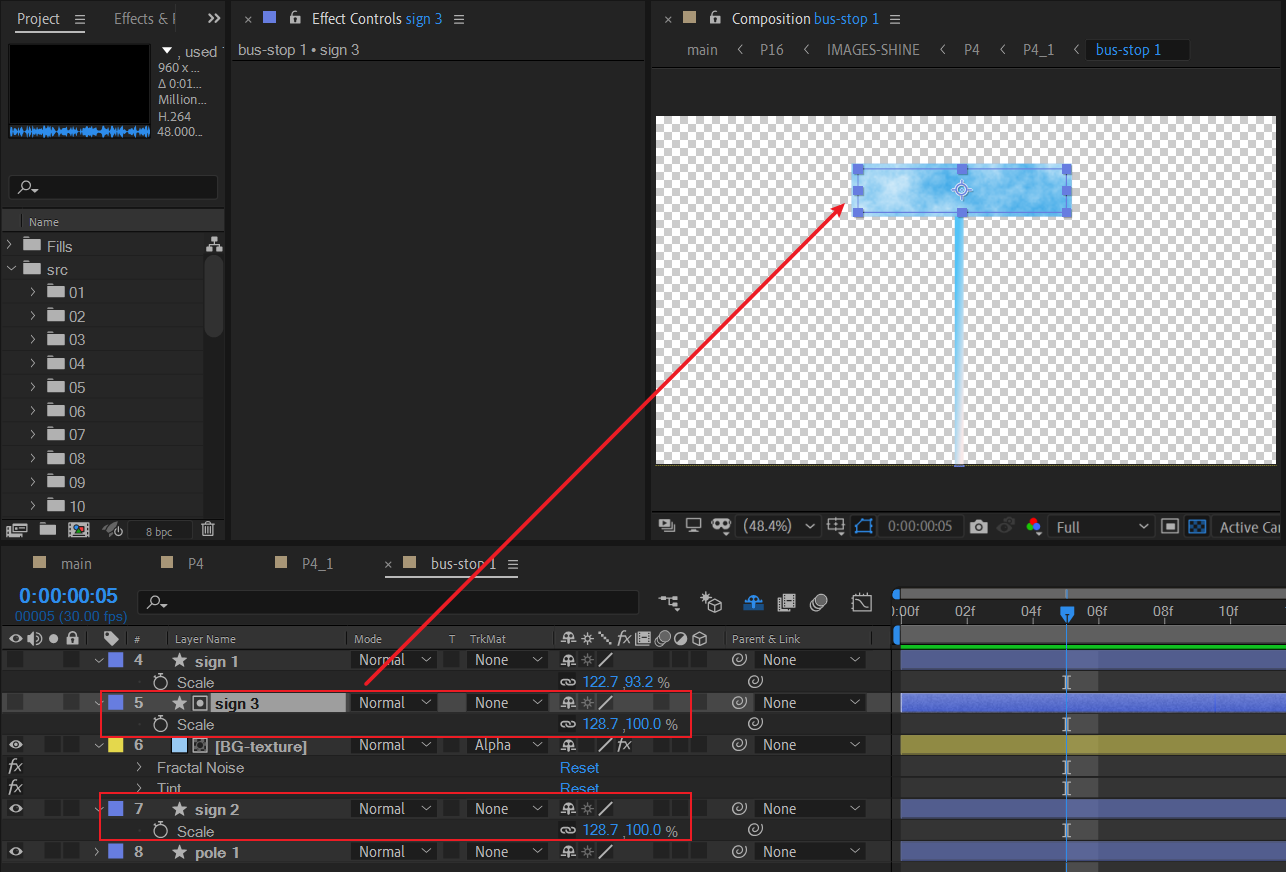 Project
Effects & 
Effect Controls sign 3
Composition bus-stop 1
bus-stop 1 • sign 3
main
P16
IMAGES-SHINE
P4
P4_1
bus-stop 1
, used
960 x ...
Δ 0:01...
Million...
H.264
48.000...
Name
Fills
src
01
02
03
04
05
06
07
08
09
10
8 bpc
(48.4%)
0:00:00:05
Full
Active
main
P4
P4_1
bus-stop 1
0:00:00:05
00005 (30.00 fps)
):00f
02f
04f
06f
08f
10f
#
Layer Name
Mode
T
TrkMat
fx
Parent & Link
4
sign 1
Normal
None
None
Scale
122.7,93.2 %
5
sign 3
Normal
None
None
Scale
128.7,100.0 %
6
[BG-texture]
Normal
Alpha
fx
None
fx
Fractal Noise
Reset
fx
Tint
Reset
7
sign 2
Normal
None
None
Scale
128.7,100.0 %
8
pole 1
Normal
None
None